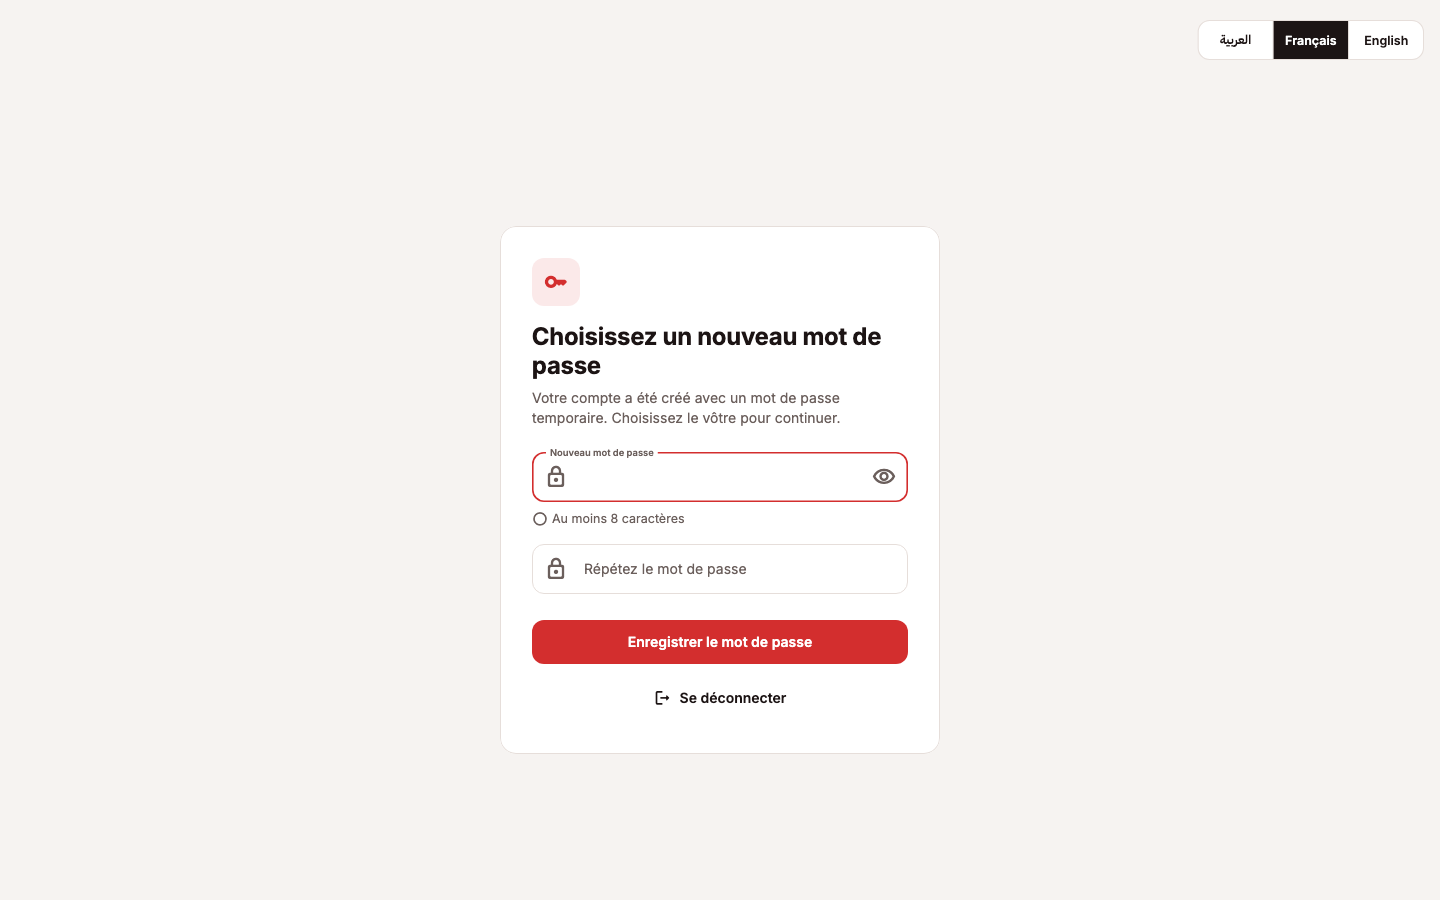 العربية
Français
English
Choisissez un nouveau mot de
passe
Votre compte a été créé avec un mot de passe
temporaire. Choisissez le vôtre pour continuer.
Nouveau mot de passe
Au moins 8 caractères
Répétez le mot de passe
Enregistrer le mot de passe
Se déconnecter